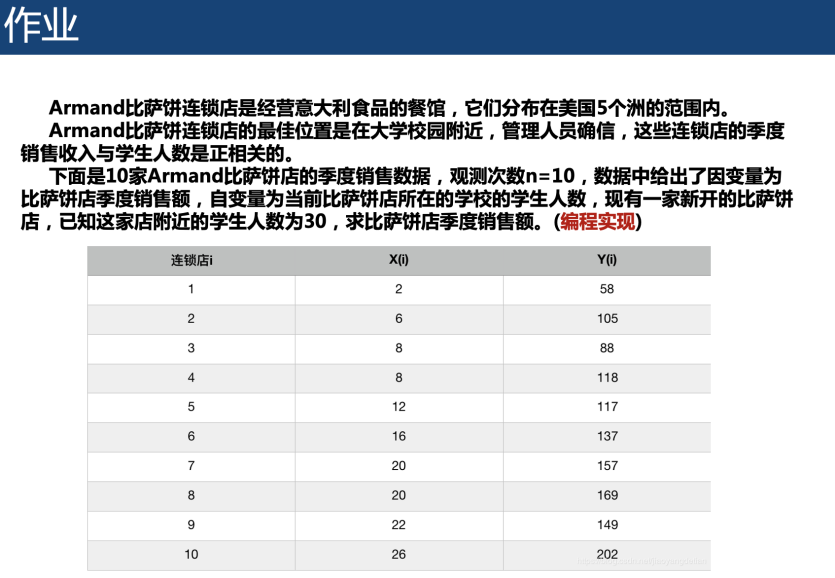 作业
Armand比萨饼连锁店是经营意大利食品的餐馆，它们分布在美国5个洲的范围内。
Armand比萨饼连锁店的最佳位置是在大学校园附近，管理人员确信，这些连锁店的季度
销售收入与学生人数是正相关的。
下面是10家Armand比萨饼店的季度销售数据，观测次数n=10，数据中给出了因变量为
比萨饼店季度销售额，自变量为当前比萨饼店所在的学校的学生人数，现有一家新开的比萨饼
店，已知这家店附近的学生人数为30，求比萨饼店季度销售额。(编程实现)
连锁店i X(i) Y(i)
1 2 58
2 6 105
3 8 88
4 8 118
5 12 117
6 16 137
7 20 157
8 20 169
9 22 149
10 26 202